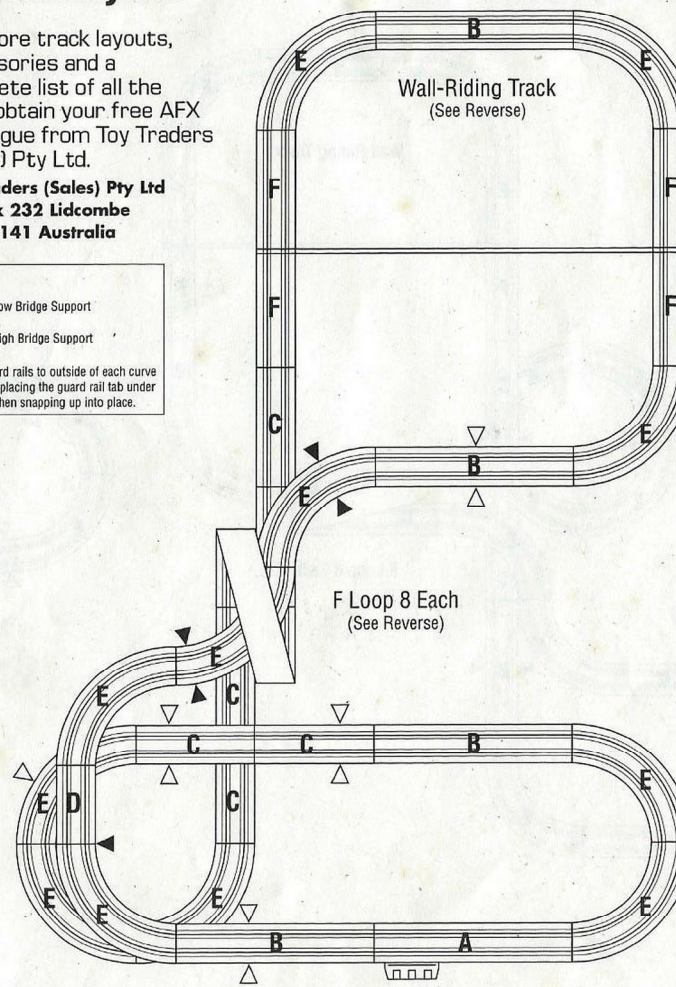 ore track layouts,
sories and a
ete list of all the
obtain your free AFX
gue from Toy Traders
) Pty Ltd.
ders (Sales) Pty Ltd
x 232 Lidcombe
141 Australia
ow Bridge Support
igh Bridge Support
rd rails to outside of each curve
placing the guard rail tab under
hen snapping up into place.
B
E
E
Wall-Riding Track
(See Reverse)
F
F
F
F
C
E
B
E
F Loop 8 Each
(See Reverse)
E
E
C
C
C
B
E
E
D
C
E
E
E
E
B
A